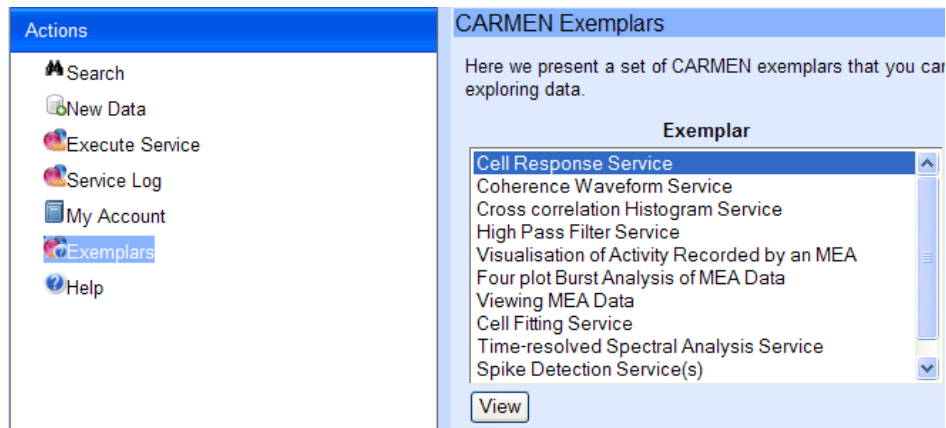 Actions
Search
New Data
Execute Service
Service Log
My Account
Exemplars
Help
CARMEN Exemplars
Here we present a set of CARMEN exemplars that you can
exploring data.
Exemplar
Cell Response Service
Coherence Waveform Service
Cross correlation Histogram Service
High Pass Filter Service
Visualisation of Activity Recorded by an MEA
Four plot Burst Analysis of MEA Data
Viewing MEA Data
Cell Fitting Service
Time-resolved Spectral Analysis Service
Spike Detection Service(s)
View